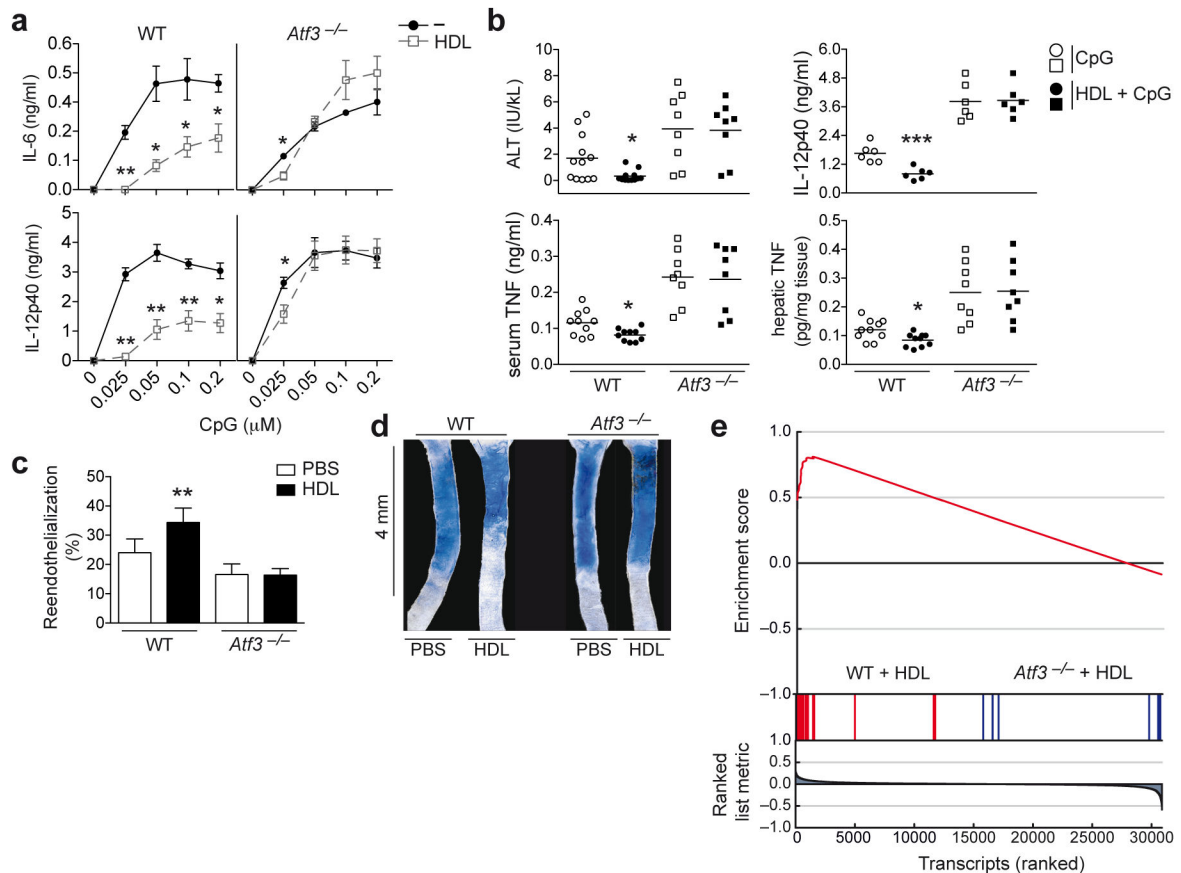 a
WT
Atf3 –/–
–
HDL
IL-6 (ng/ml)
0.6
0.4
0.2
0.0
IL-12p40 (ng/ml)
5
4
3
2
1
0
** * * *
*
** ** ** *
*
0 0.025 0.05 0.1 0.2
0 0.025 0.05 0.1 0.2
CpG (μM)
b
ALT (IU/kL)
10
8
6
4
2
0
*
IL-12p40 (ng/ml)
6.0
4.8
3.6
2.4
1.2
0.0
***
CpG
HDL + CpG
serum TNF (ng/ml)
0.3
0.2
0.1
0.0
*
WT
Atf3 –/–
hepatic TNF
(pg/mg tissue)
0.5
0.4
0.3
0.2
0.1
0.0
*
WT
Atf3 –/–
c
Reendothelialization
(%)
50
40
30
20
10
0
**
PBS
HDL
WT
Atf3 –/–
d
WT
Atf3 –/–
4 mm
PBS
HDL
PBS
HDL
e
Enrichment score
1.0
0.5
0.0
–0.5
–1.0
WT + HDL
Atf3 –/– + HDL
Ranked
list metric
1.0
0.5
0.0
–0.5
–1.0
0 5000 10000 15000 20000 25000 30000
Transcripts (ranked)